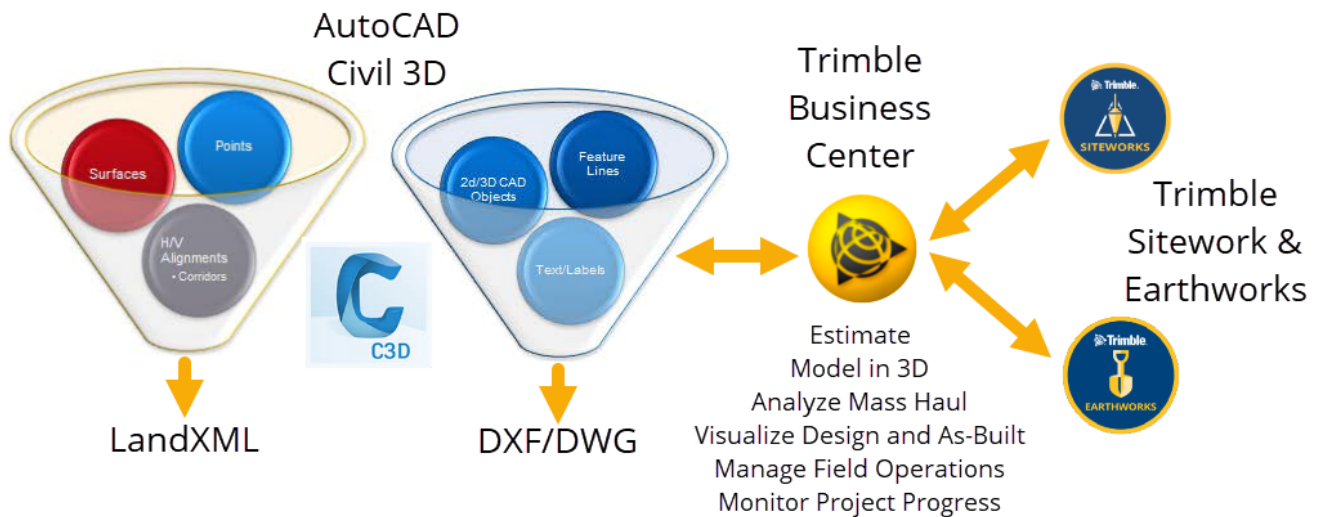 AutoCAD
Civil 3D
Surfaces
Points
H/V
Alignments
• Corridors
LandXML
C3D
2d/3D CAD
Objects
Feature
Lines
Text/Labels
DXF/DWG
Trimble
Business
Center
Estimate
Model in 3D
Analyze Mass Haul
Visualize Design and As-Built
Manage Field Operations
Monitor Project Progress
Trimble.
SITEWORKS
Trimble
Sitework &
Earthworks
Trimble.
EARTHWORKS